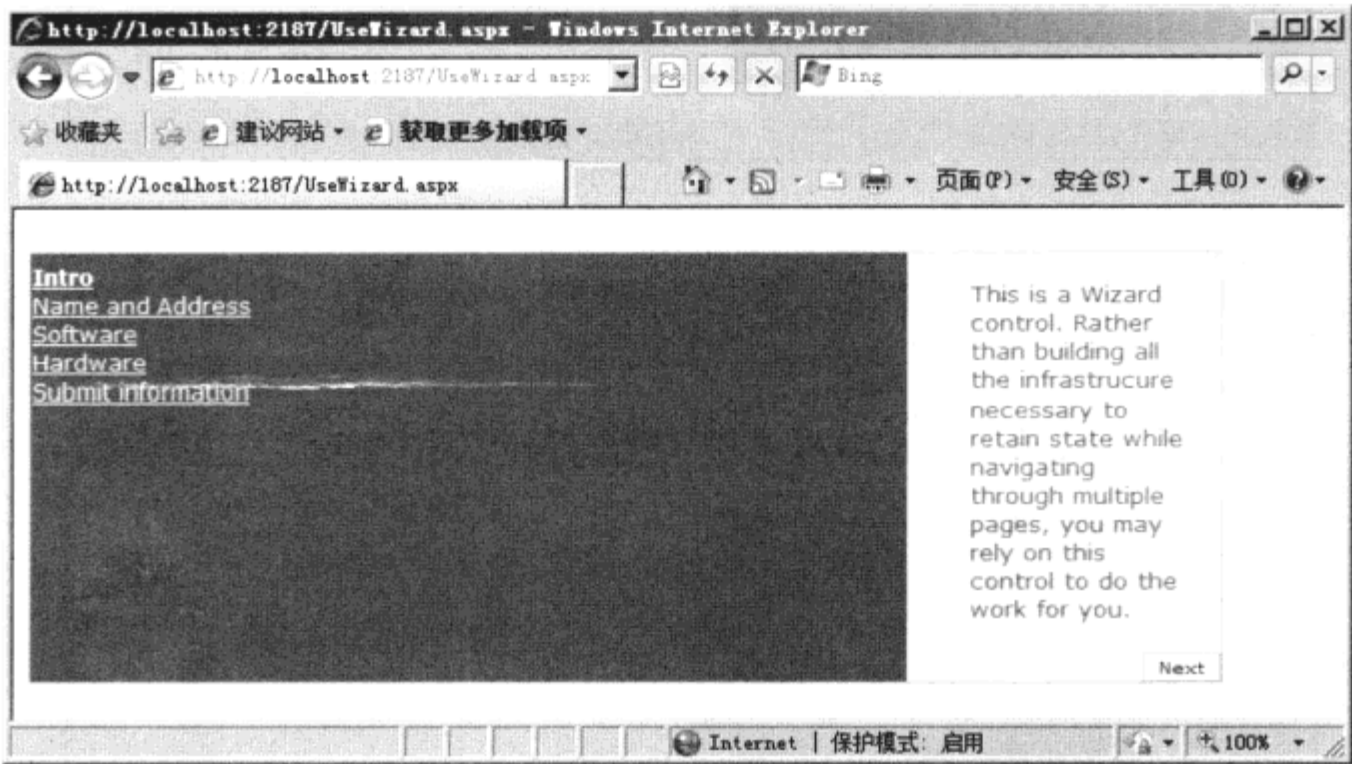 http://localhost:2187/UseWizard.aspx - Windows Internet Explorer
http://localhost:2187/UseWizard.aspx
Bing
收藏夹 建议网站 获取更多加载项
http://localhost:2187/UseWizard.aspx
页面(P) 安全(S) 工具(O)
Intro
Name and Address
Software
Hardware
Submit information
This is a Wizard
control. Rather
than building all
the infrastrucure
necessary to
retain state while
navigating
through multiple
pages, you may
rely on this
control to do the
work for you.
Next
Internet | 保护模式: 启用
100%